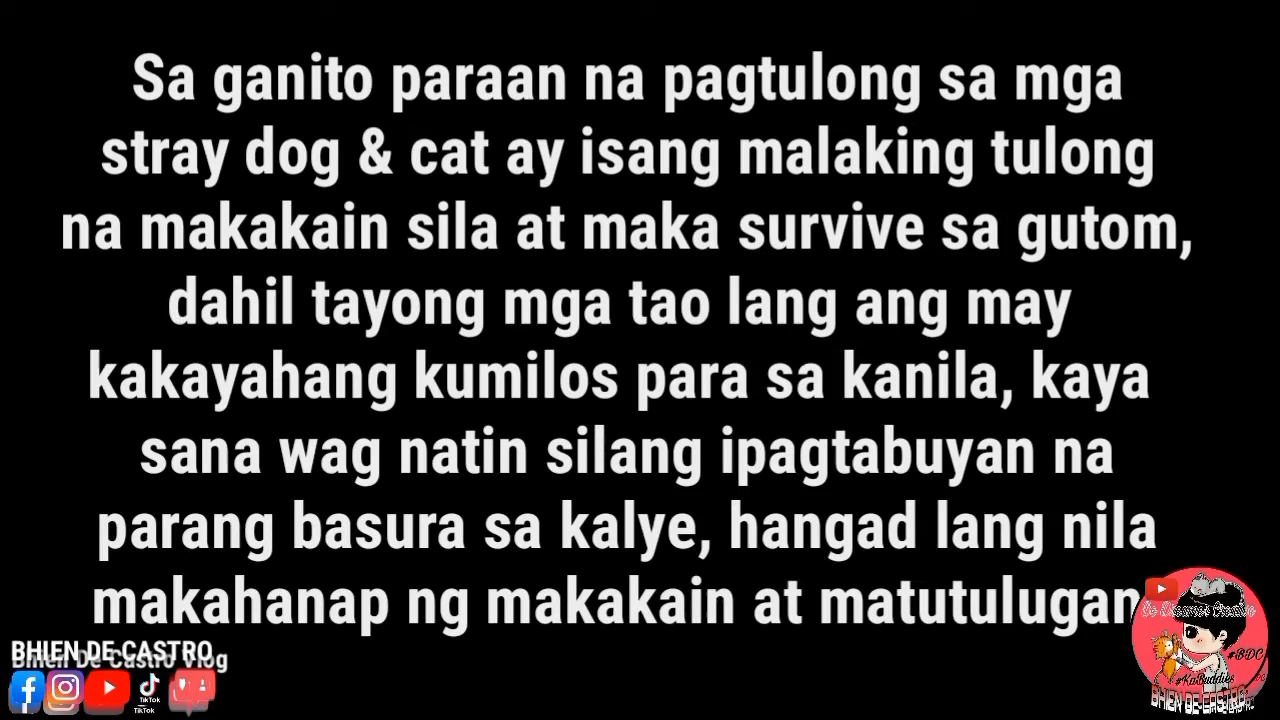 Sa ganito paraan na pagtulong sa mga
stray dog & cat ay isang malaking tulong
na makakain sila at maka survive sa gutom,
dahil tayong mga tao lang ang may
kakayahang kumilos para sa kanila, kaya
sana wag natin silang ipagtabuyan na
parang basura sa kalye, hangad lang nila
makahanap ng makakain at matutulugan
BHIEN DE CASTRO
Bhien De Castro Vlog
TikTok
TikTok
#BDC
#KaBuddies
BHIEN DE CASTRO